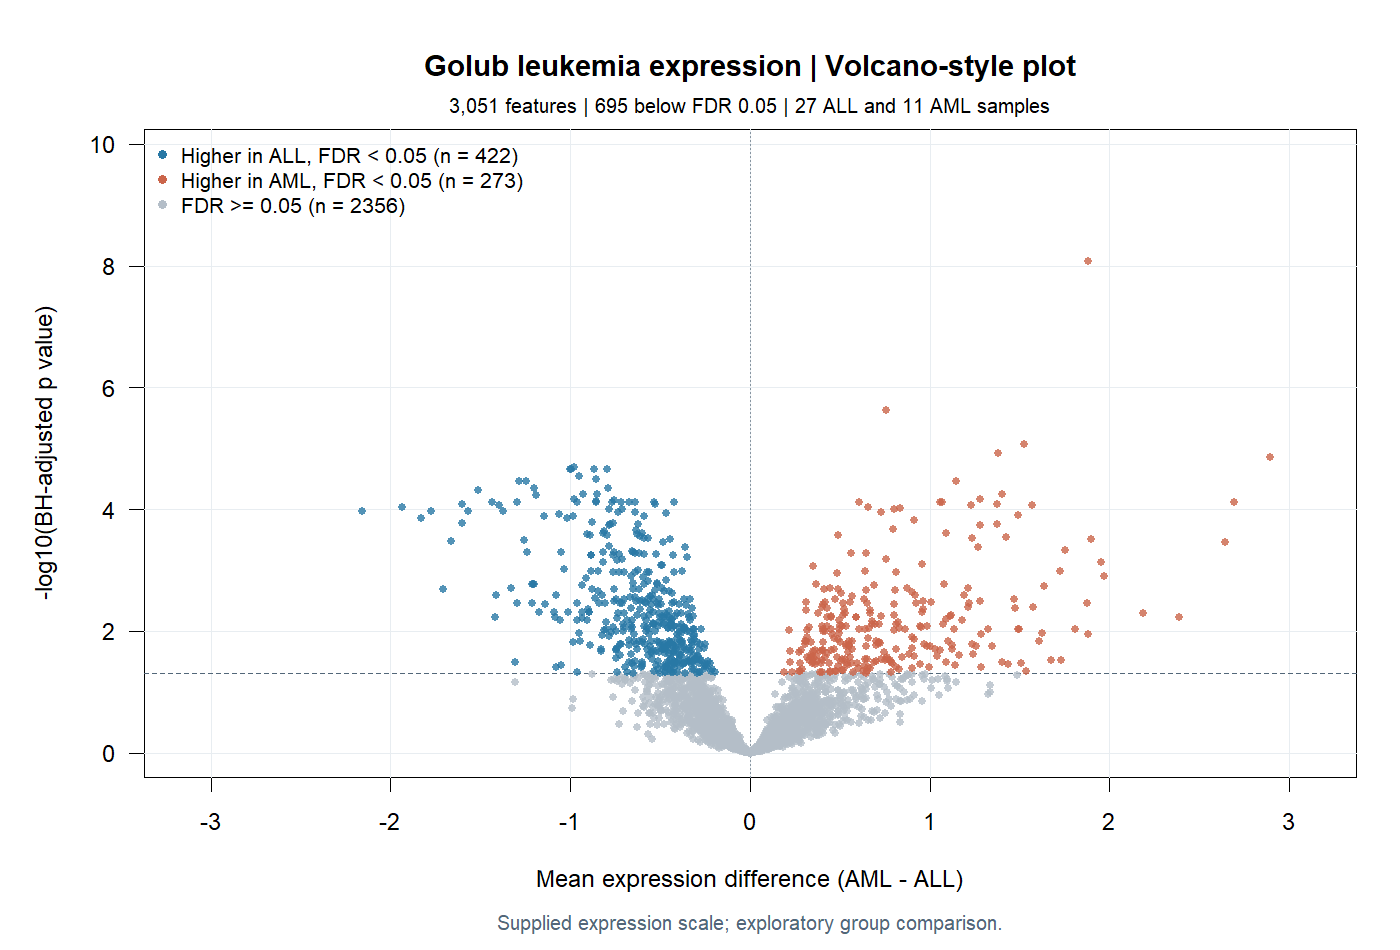 Golub leukemia expression | Volcano-style plot
3,051 features | 695 below FDR 0.05 | 27 ALL and 11 AML samples
Higher in ALL, FDR < 0.05 (n = 422)
Higher in AML, FDR < 0.05 (n = 273)
FDR >= 0.05 (n = 2356)
-log10(BH-adjusted p value)
10
8
6
4
2
0
-3
-2
-1
0
1
2
3
Mean expression difference (AML - ALL)
Supplied expression scale; exploratory group comparison.